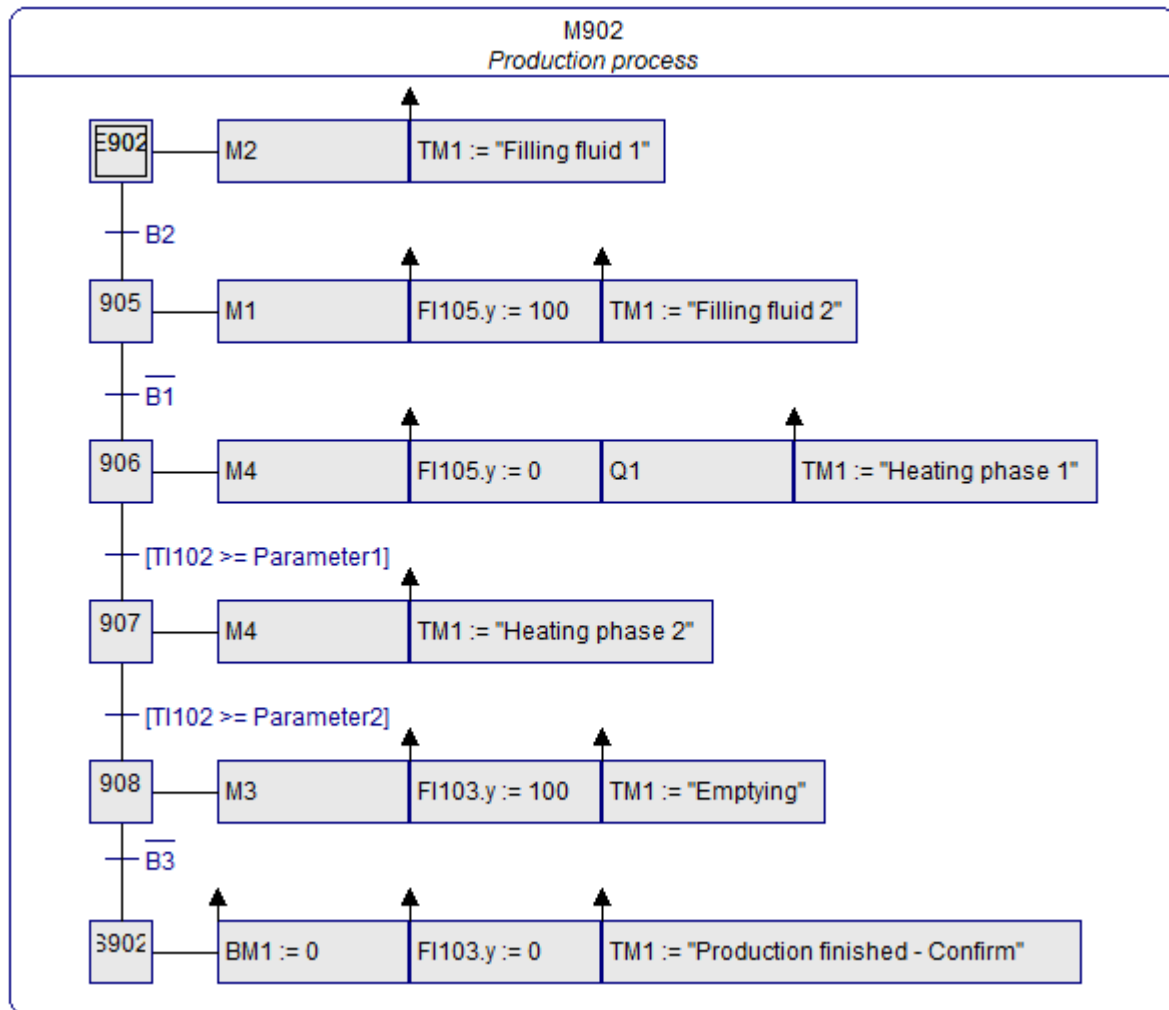 M902
Production process
E902 M2 TM1 := "Filling fluid 1"
B2
905 M1 FI105.y := 100 TM1 := "Filling fluid 2"
B1
906 M4 FI105.y := 0 Q1 TM1 := "Heating phase 1"
[TI102 >= Parameter1]
907 M4 TM1 := "Heating phase 2"
[TI102 >= Parameter2]
908 M3 FI103.y := 100 TM1 := "Emptying"
B3
S902 BM1 := 0 FI103.y := 0 TM1 := "Production finished - Confirm"